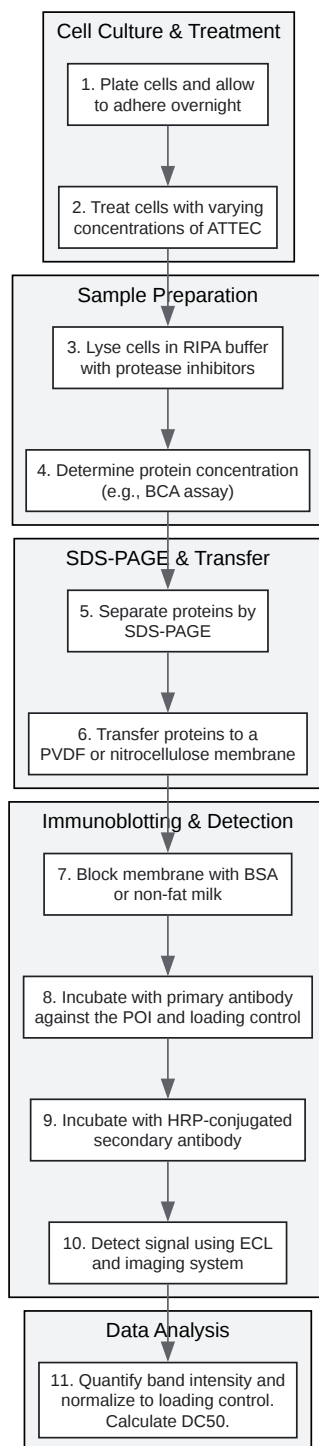 Cell Culture & Treatment
1. Plate cells and allow
to adhere overnight
2. Treat cells with varying
concentrations of ATTEC
Sample Preparation
3. Lyse cells in RIPA buffer
with protease inhibitors
4. Determine protein concentration
(e.g., BCA assay)
SDS-PAGE & Transfer
5. Separate proteins by
SDS-PAGE
6. Transfer proteins to a
PVDF or nitrocellulose membrane
Immunoblotting & Detection
7. Block membrane with BSA
or non-fat milk
8. Incubate with primary antibody
against the POI and loading control
9. Incubate with HRP-conjugated
secondary antibody
10. Detect signal using ECL
and imaging system
Data Analysis
11. Quantify band intensity and
normalize to loading control.
Calculate DC50.